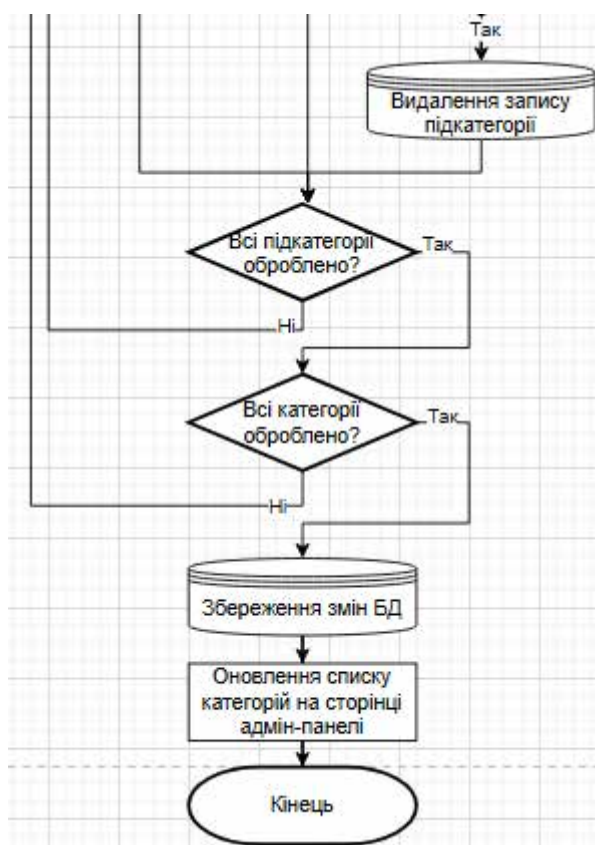 Так
Видалення запису
підкатегорії
Всі підкатегорії
оброблено?
Так
Ні
Всі категорії
оброблено?
Так
Ні
Збереження змін БД
Оновлення списку
категорій на сторінці
адмін-панелі
Кінець